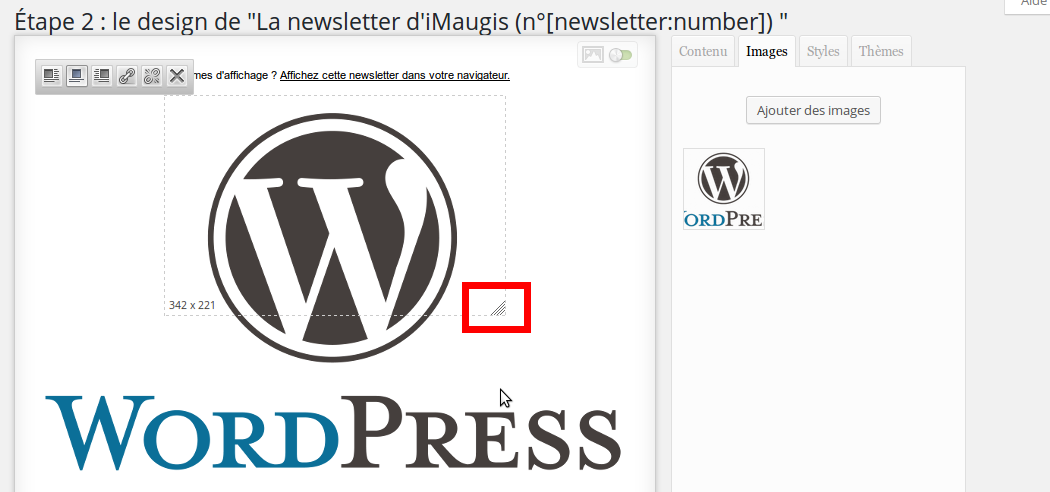 Étape 2 : le design de "La newsletter d'iMaugis (n°[newsletter:number]) "
Aide
Contenu
Images
Styles
Thèmes
mes d'affichage ? Affichez cette newsletter dans votre navigateur.
Ajouter des images
W
ORDPRE
W
342 x 221
WORDPRESS